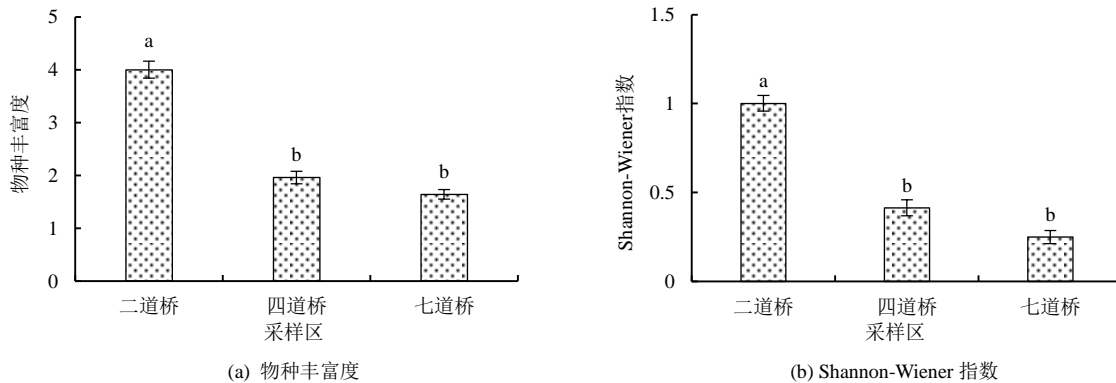 5
4
3
2
1
0
物种丰富度
a
b
b
二道桥
四道桥
七道桥
采样区
(a) 物种丰富度
1.5
1
0.5
0
Shannon-Wiener指数
a
b
b
二道桥
四道桥
七道桥
采样区
(b) Shannon-Wiener 指数